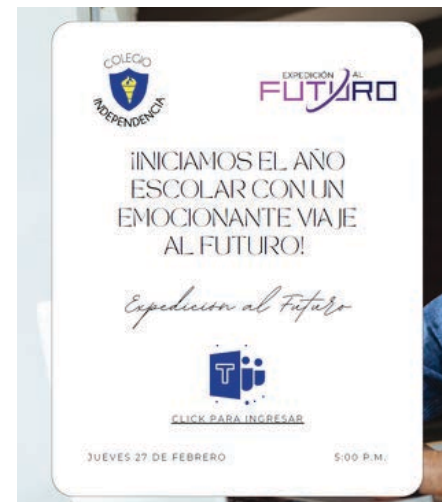 COLEGIO
INDEPENDENCIA
EXPEDICIÓN AL
FUTURO
¡INICIAMOS EL AÑO
ESCOLAR CON UN
EMOCIONANTE VIAJE
AL FUTURO!
Expedición al Futuro
T
CLICK PARA INGRESAR
JUEVES 27 DE FEBRERO 5:00 P.M.